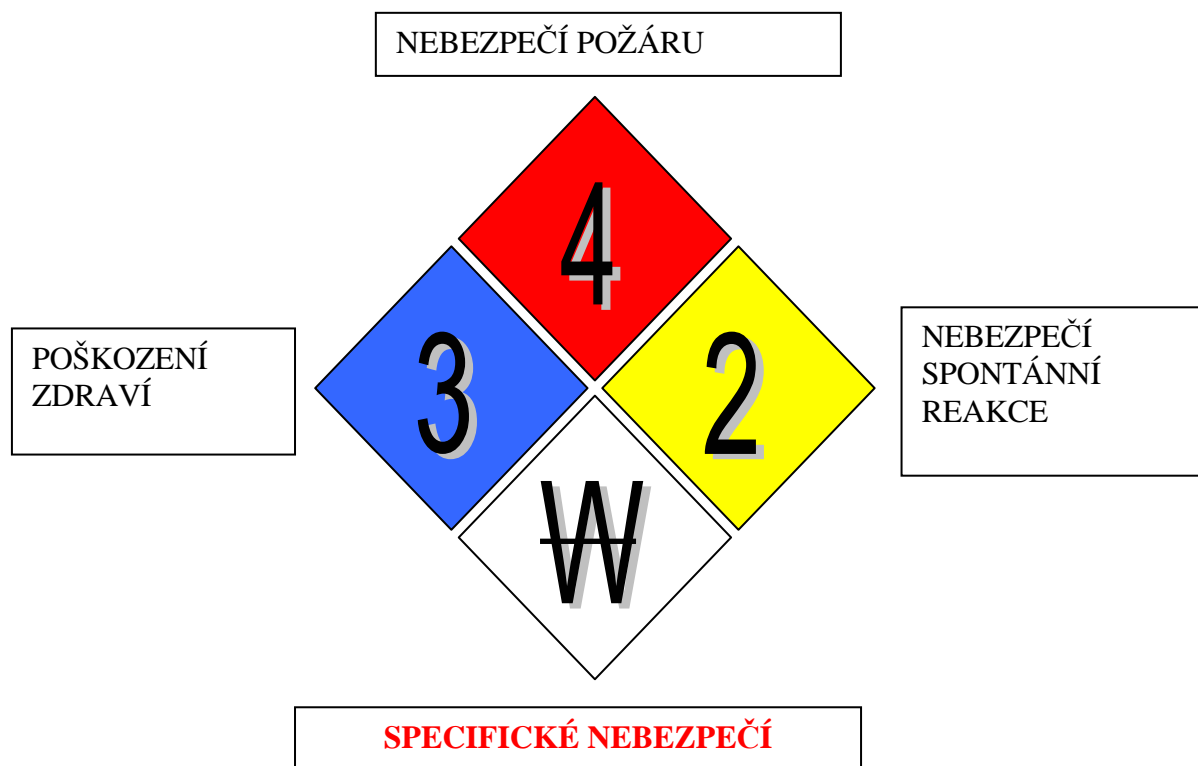 NEBEZPEČÍ POŽÁRU
4
POŠKOZENÍ
ZDRAVÍ
3
2
NEBEZPEČÍ
SPONTÁNNÍ
REAKCE
W
SPECIFICKÉ NEBEZPEČÍ